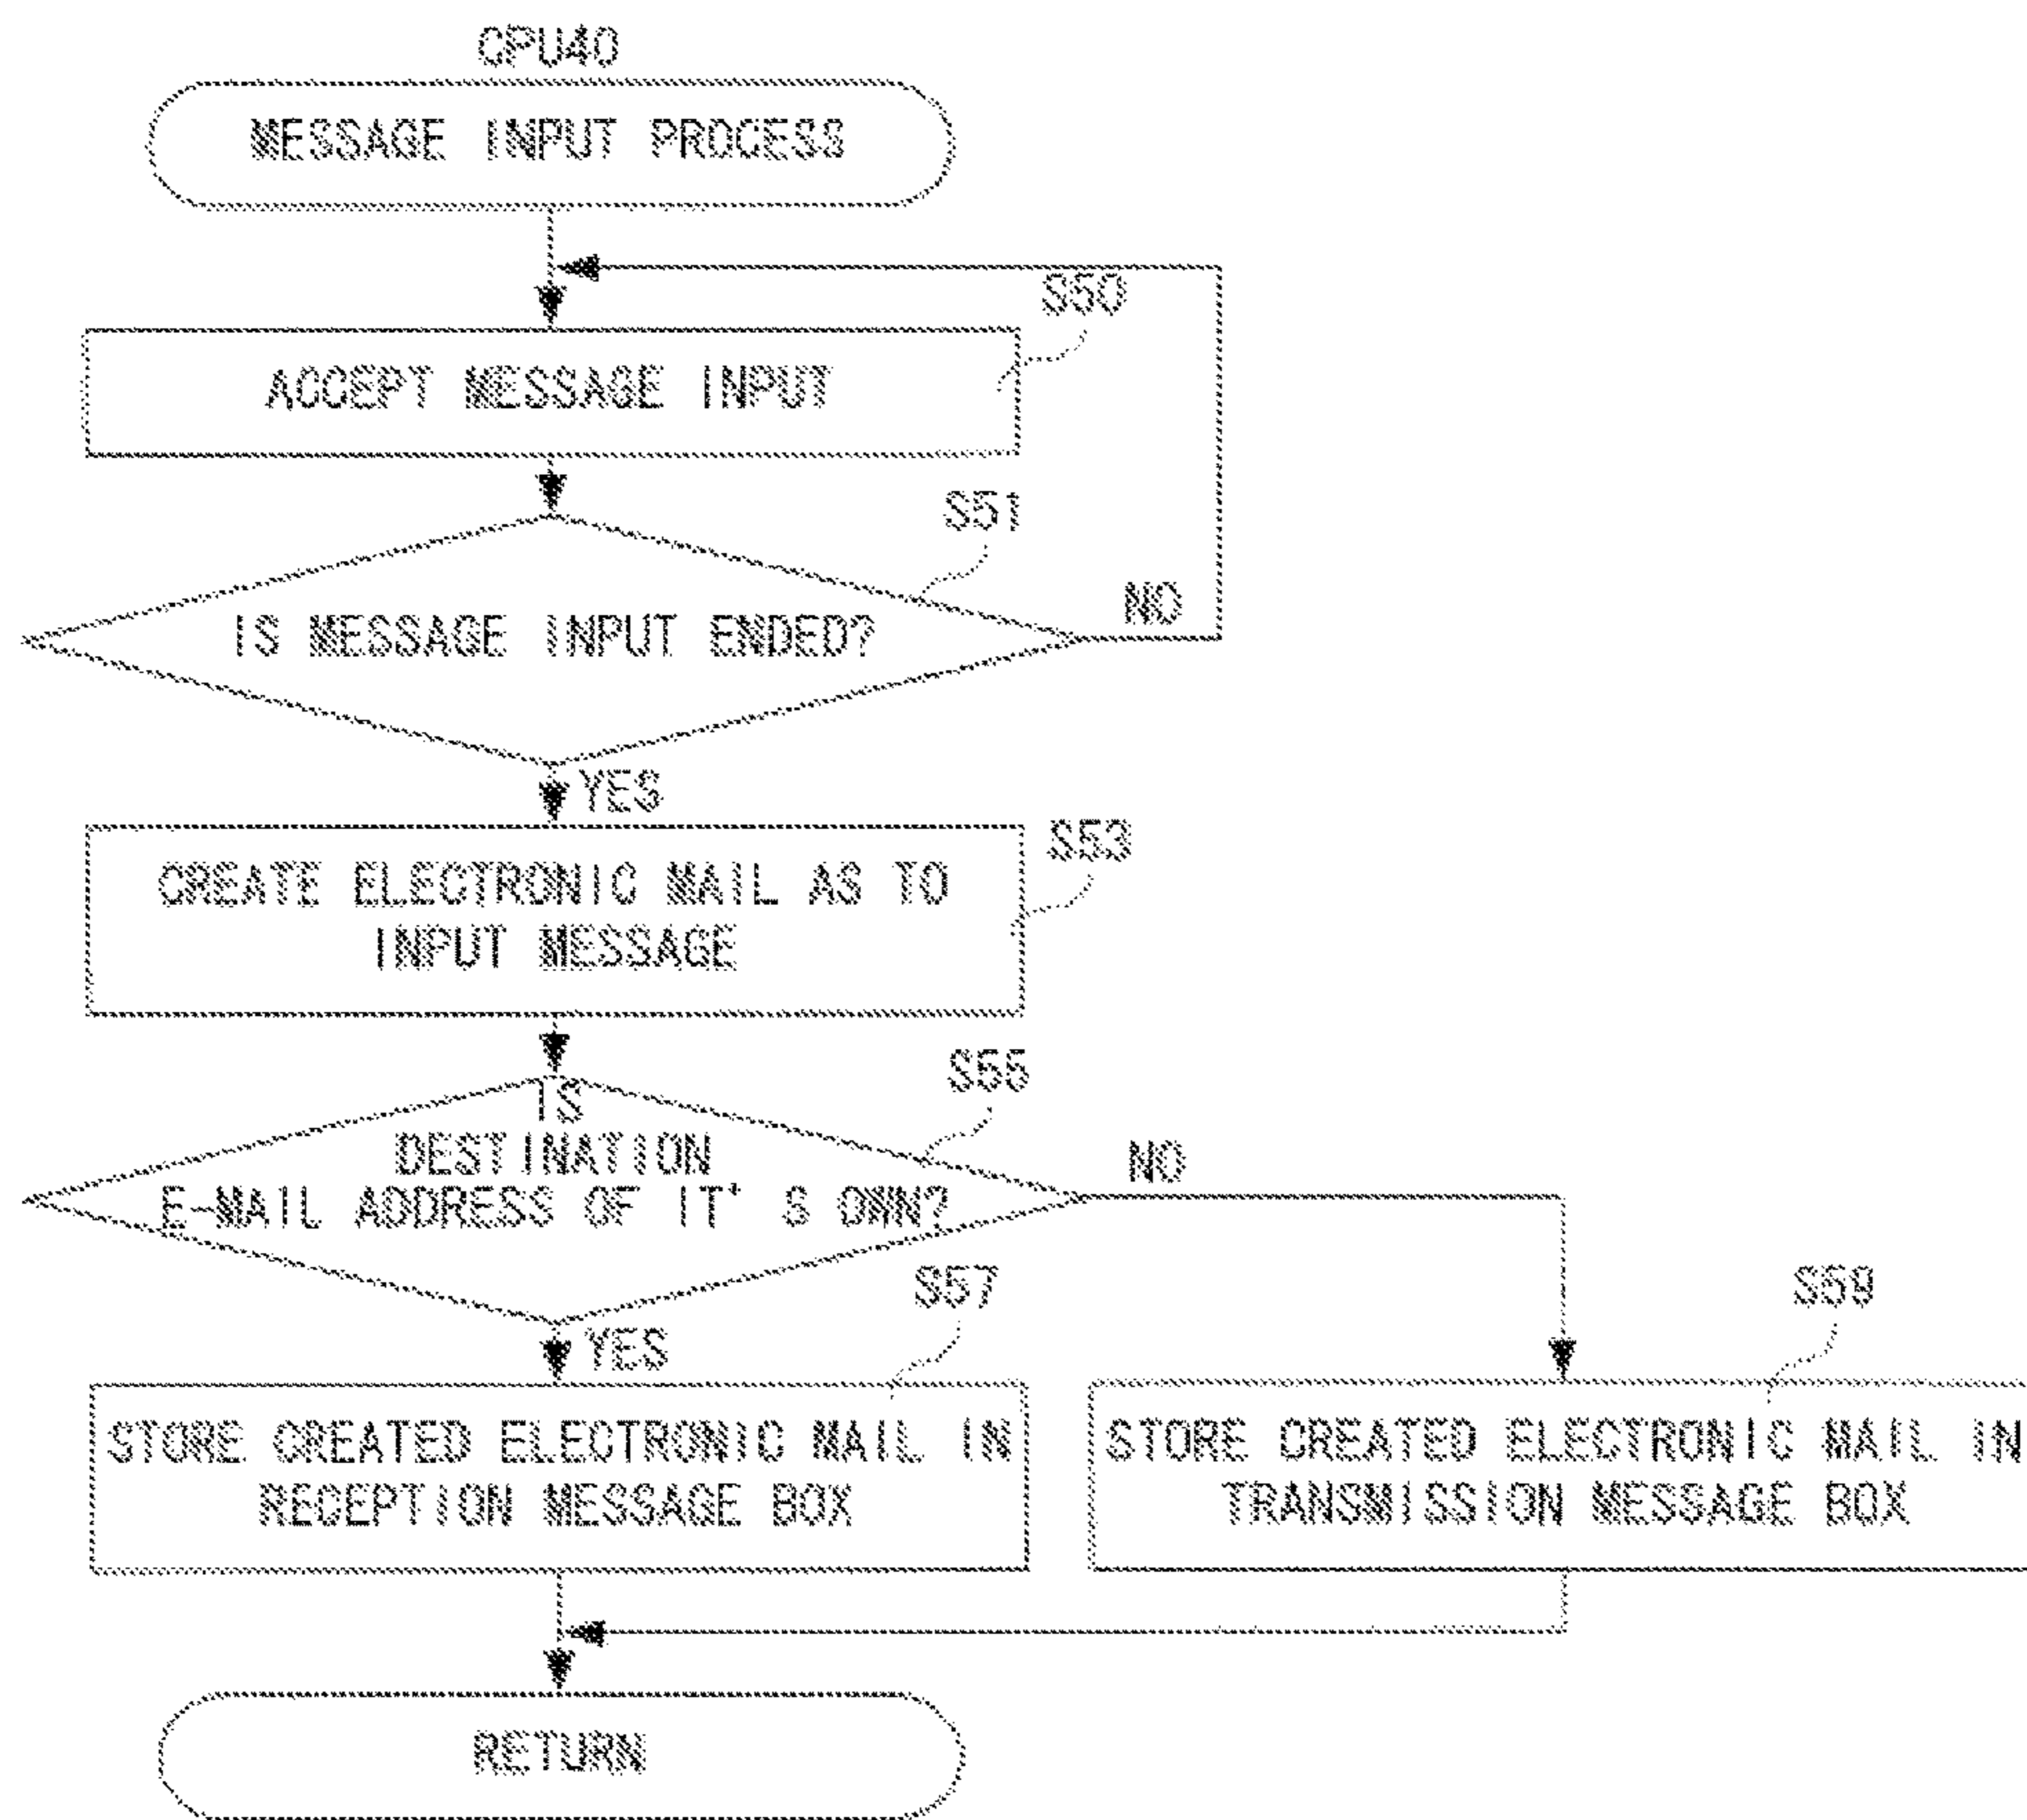 CPU40
MESSAGE INPUT PROCESS
S50
ACCEPT MESSAGE INPUT
S51
IS MESSAGE INPUT ENDED?
NO
YES
S53
CREATE ELECTRONIC MAIL AS TO
INPUT MESSAGE
S55
IS
DESTINATION
E-MAIL ADDRESS OF IT'S OWN?
NO
YES
S57
STORE CREATED ELECTRONIC MAIL IN
RECEPTION MESSAGE BOX
S59
STORE CREATED ELECTRONIC MAIL IN
TRANSMISSION MESSAGE BOX
RETURN